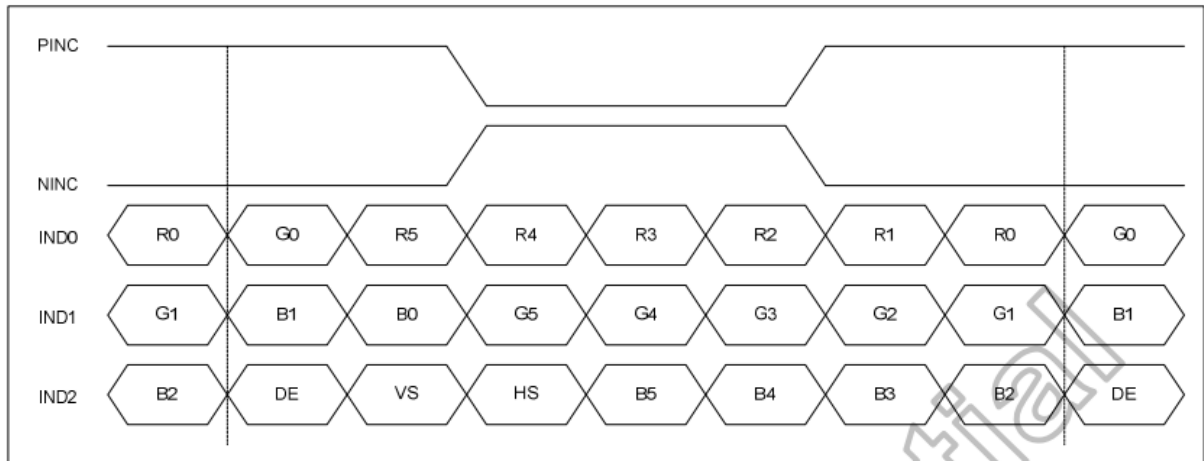 PINC
NINC
IND0 R0 G0 R5 R4 R3 R2 R1 R0 G0
IND1 G1 B1 B0 G5 G4 G3 G2 G1 B1
IND2 B2 DE VS HS B5 B4 B3 B2 DE
tial